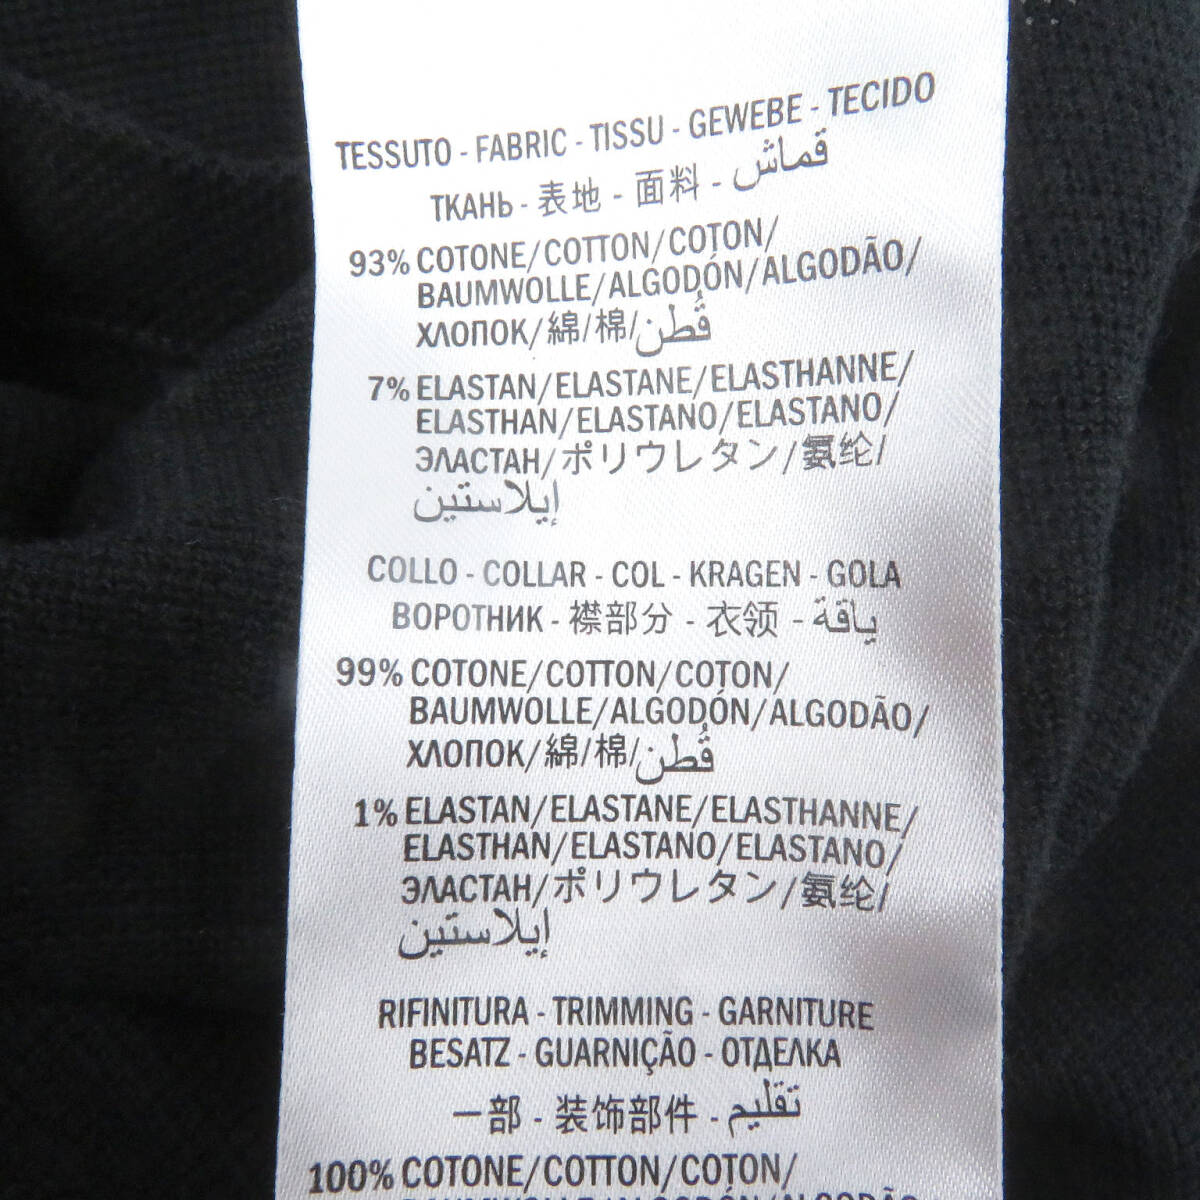 TESSUTO - FABRIC - TISSU - GEWEBE - TECIDO
ТКАНЬ - 表地 - 面料 - قماش
93% COTONE/COTTON/COTON/
BAUMWOLLE/ALGODÓN/ALGODÃO/
ХЛОПОК/綿/棉/قُطن
7% ELASTAN/ELASTANE/ELASTHANNE/
ELASTHAN/ELASTANO/ELASTANO/
ЭЛАСТАН/ポリウレタン/氨纶/
إيلاستين
COLLO - COLLAR - COL - KRAGEN - GOLA
ВОРОТНИК - 襟部分 - 衣领 - ياقة
99% COTONE/COTTON/COTON/
BAUMWOLLE/ALGODÓN/ALGODÃO/
ХЛОПОК/綿/棉/قُطن
1% ELASTAN/ELASTANE/ELASTHANNE/
ELASTHAN/ELASTANO/ELASTANO/
ЭЛАСТАН/ポリウレタン/氨纶/
إيلاستين
RIFINITURA - TRIMMING - GARNITURE
BESATZ - GUARNIÇÃO - ОТДЕЛКА
一部 - 装饰部件 - تقليم
100% COTONE/COTTON/COTON/
BAUMWOLLE/ALGODÓN/ALGODÃO/